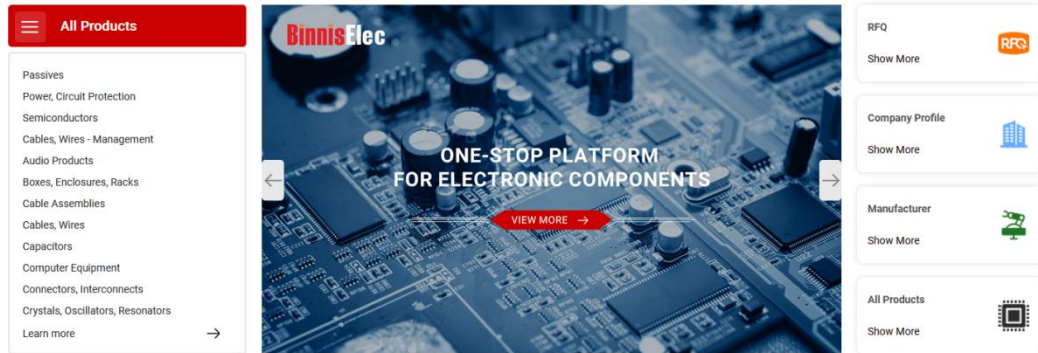 All Products
Passives
Power, Circuit Protection
Semiconductors
Cables, Wires - Management
Audio Products
Boxes, Enclosures, Racks
Cable Assemblies
Cables, Wires
Capacitors
Computer Equipment
Connectors, Interconnects
Crystals, Oscillators, Resonators
Learn more
BinnisElec
ONE-STOP PLATFORM
FOR ELECTRONIC COMPONENTS
VIEW MORE
RFQ
Show More
RFQ
Company Profile
Show More
Manufacturer
Show More
All Products
Show More